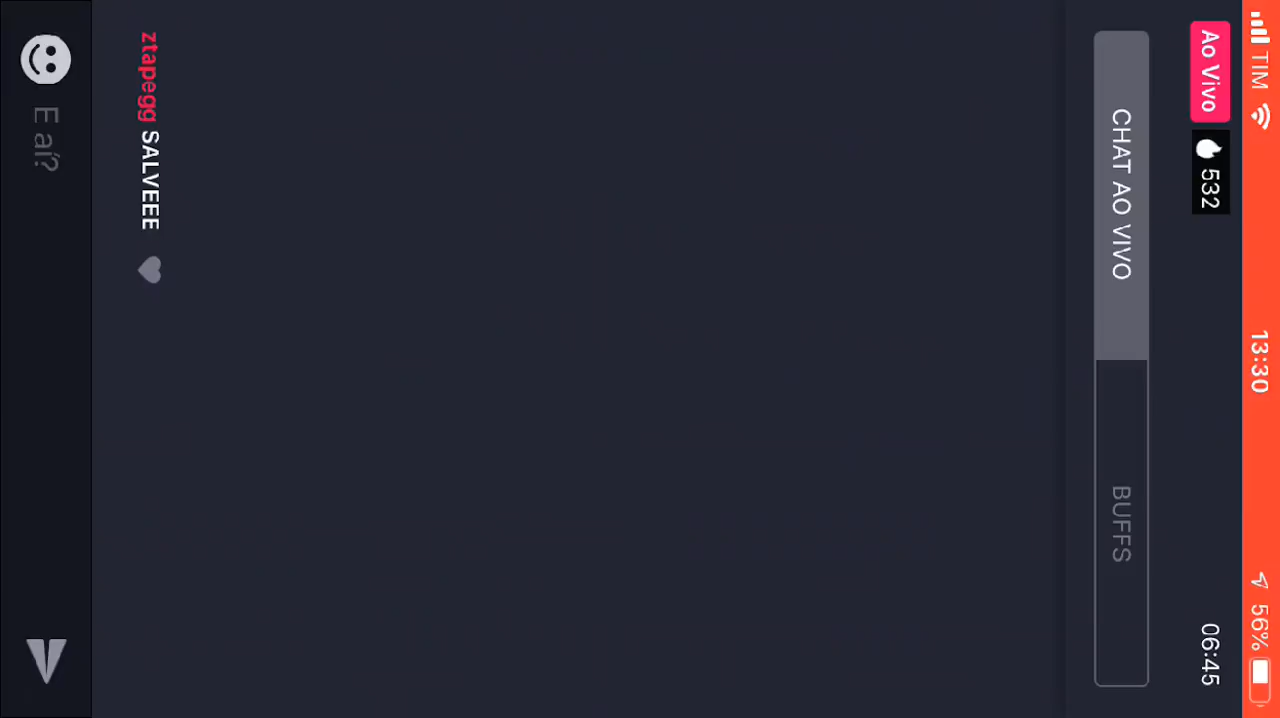 TIM 13:30 56%
Ao Vivo 532 06:45
CHAT AO VIVO BUFFS
ztapegg SALVEEE
E aí?